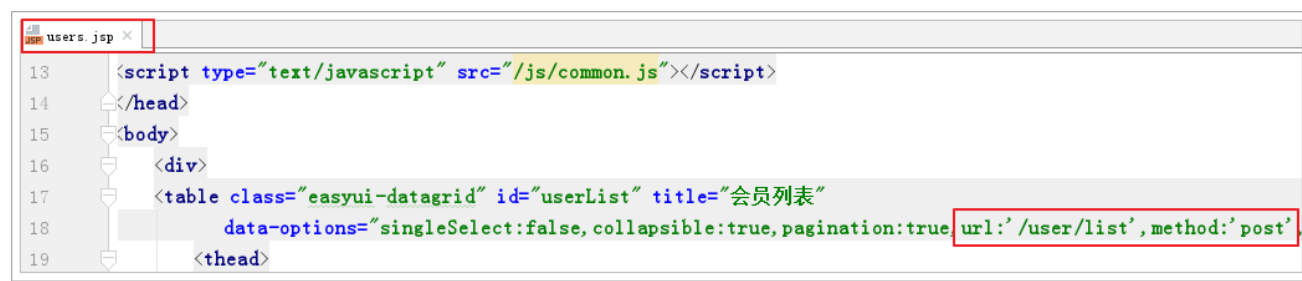 JSP users.jsp ×
13 <script type="text/javascript" src="/js/common.js"></script>
14 </head>
15 <body>
16 <div>
17 <table class="easyui-datagrid" id="userList" title="会员列表"
18 data-options="singleSelect:false,collapsible:true,pagination:true,url:'/user/list',method:'post',
19 <thead>